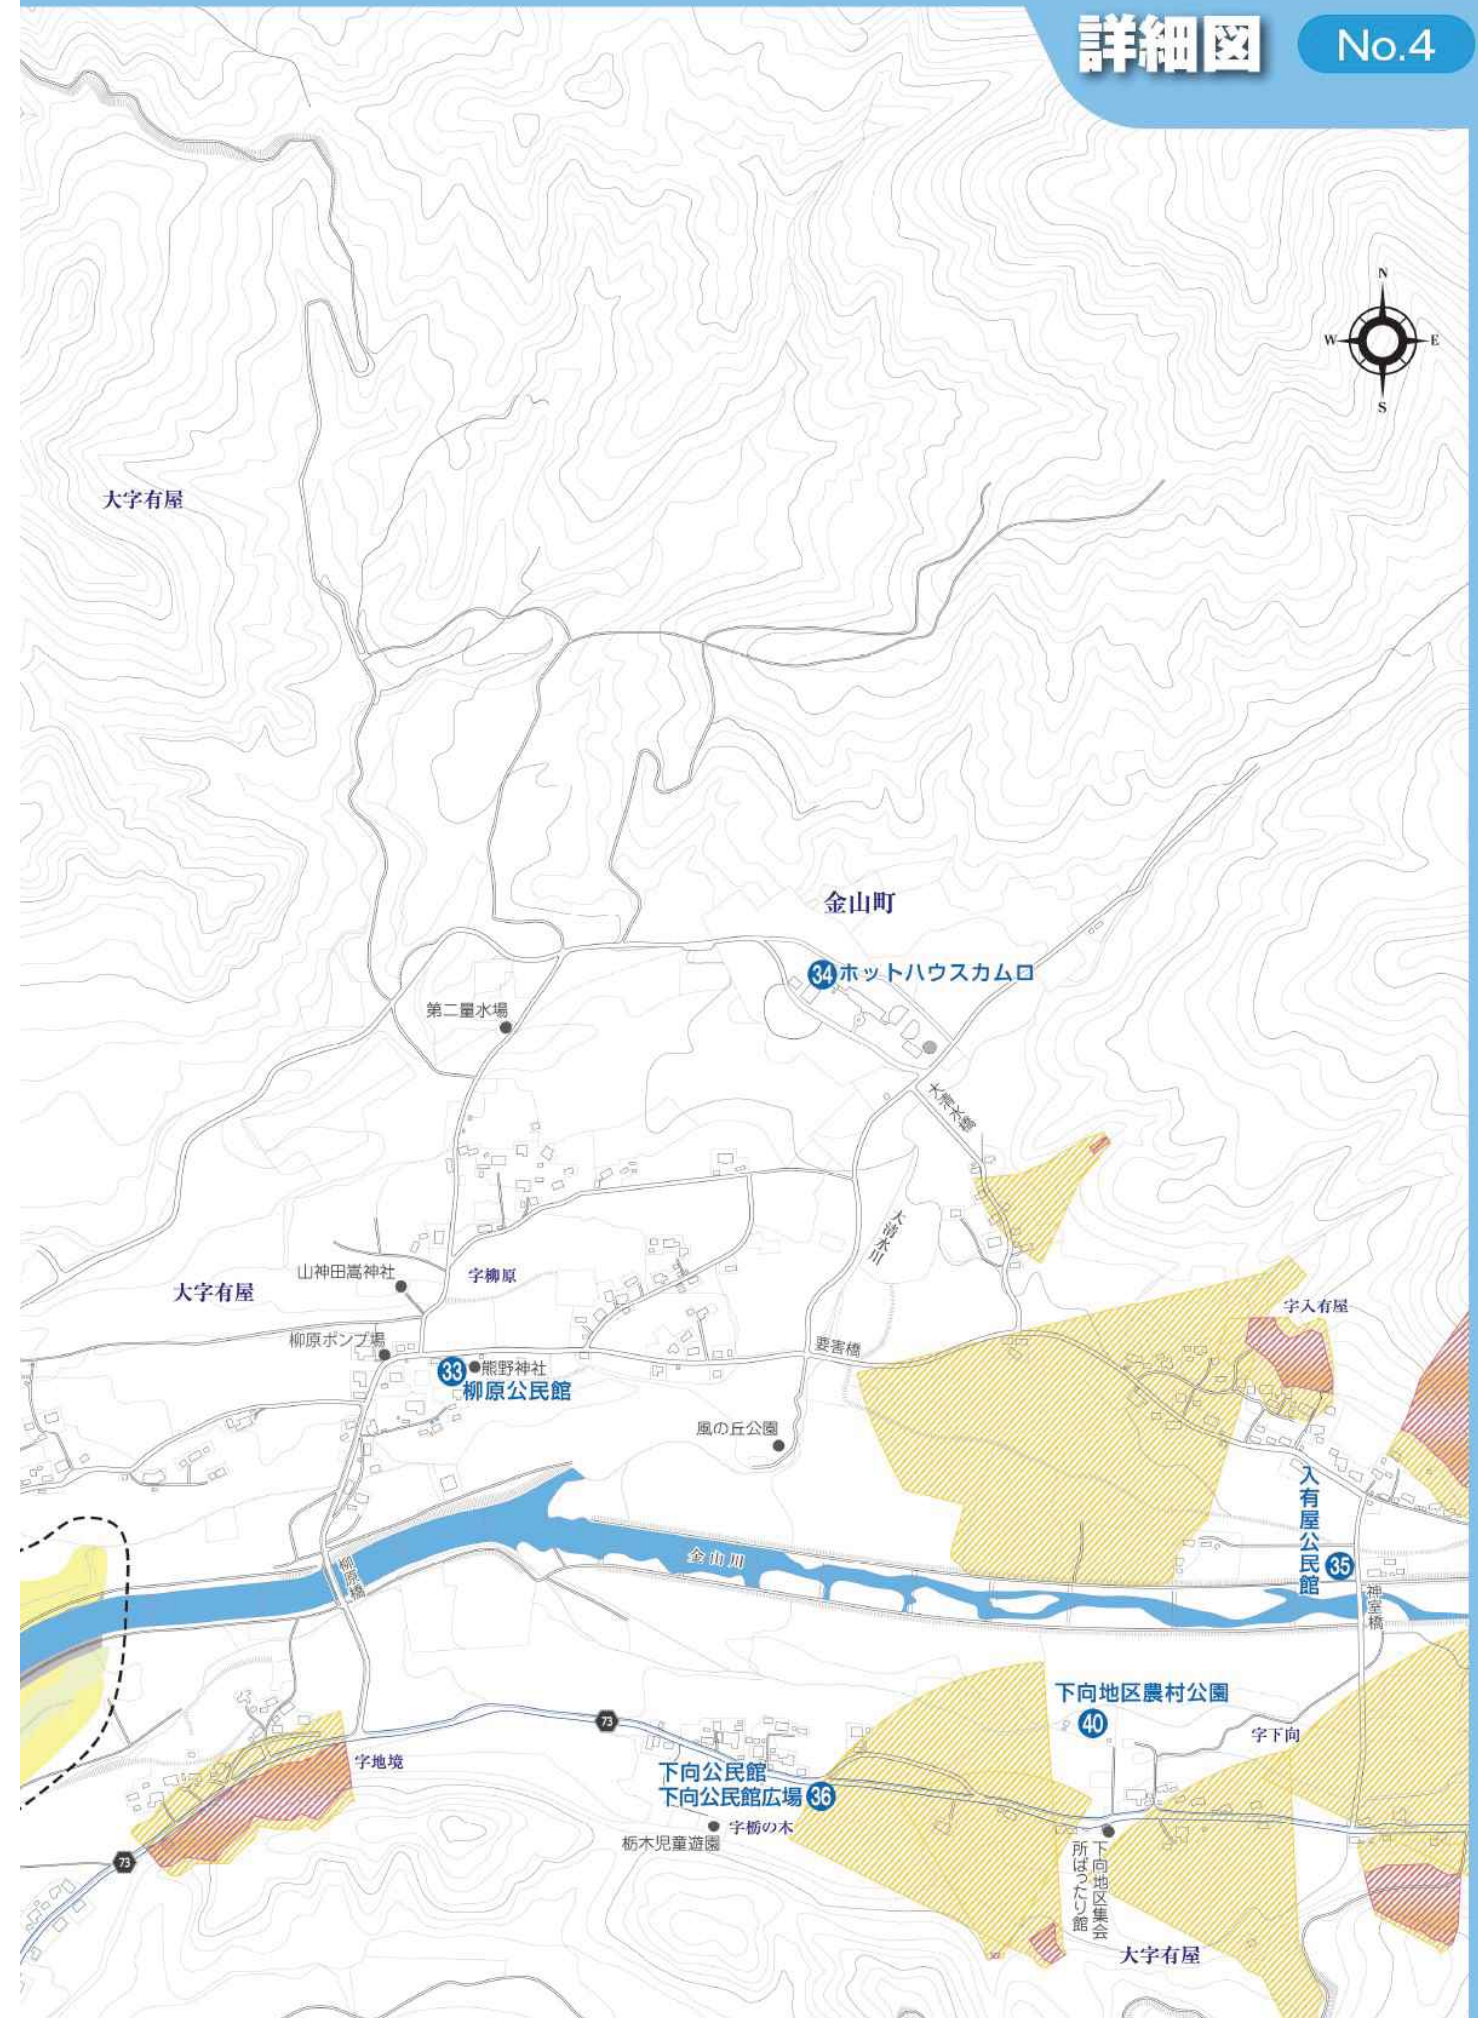 詳細図
No.4
N
W
E
S
大字有屋
金山町
34
ホットハウスカムロ
第二量水場
大清水橋
大清水川
山神田嵩神社
字柳原
大字有屋
字入有屋
柳原ポンプ場
要害橋
33
熊野神社
柳原公民館
風の丘公園
入有屋公民館
35
金山川
柳原橋
神室橋
下向地区農村公園
40
73
字下向
字地境
下向公民館
下向公民館広場
36
字栃の木
栃木児童遊園
73
下向地区集会
所ばったり館
大字有屋